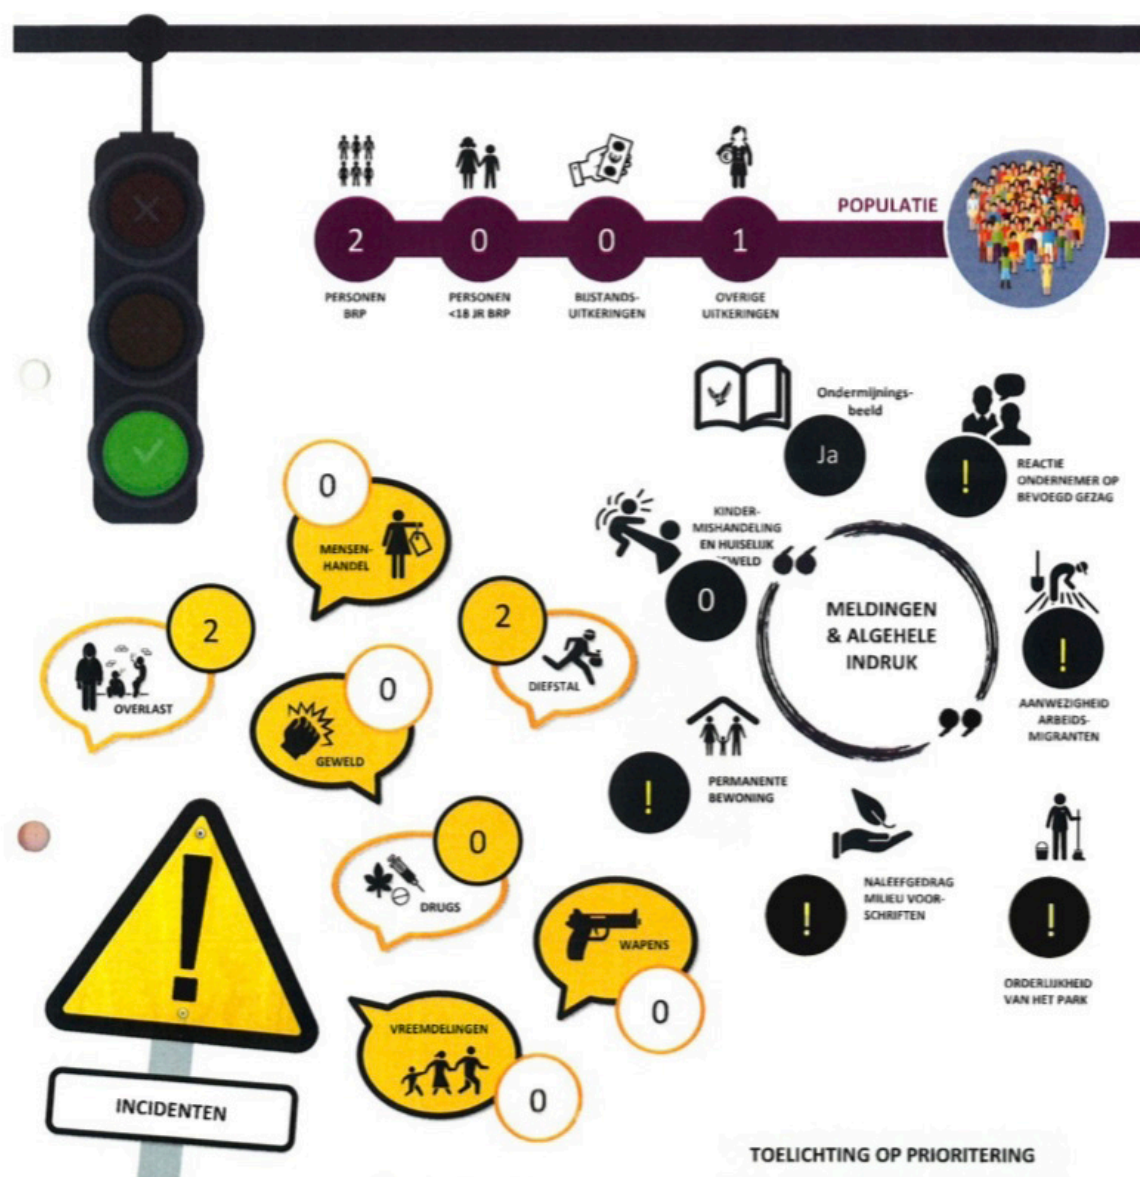 POPULATIE
2
0
0
1
PERSONEN
BRP
PERSONEN
<18 JR BRP
BIJSTANDS-
UITKERINGEN
OVERIGE
UITKERINGEN
Ondermijnings-
beeld
Ja
!
REACTIE
ONDERNEMER OP
BEVOEGD GEZAG
KINDER-
MISHANDELING
EN HUISELIJK
GEWELD
0
“
MELDINGEN
& ALGEHELE
INDRUK
”
!
AANWEZIGHEID
ARBEIDS-
MIGRANTEN
!
PERMANENTE
BEWONING
!
NALEEFGEDRAG
MILIEU VOOR-
SCHRIFTEN
!
ORDERLIJKHEID
VAN HET PARK
0
MENSEN-
HANDEL
2
OVERLAST
2
DIEFSTAL
0
GEWELD
0
DRUGS
WAPENS
0
VREEMDELINGEN
0
!
INCIDENTEN
TOELICHTING OP PRIORITERING